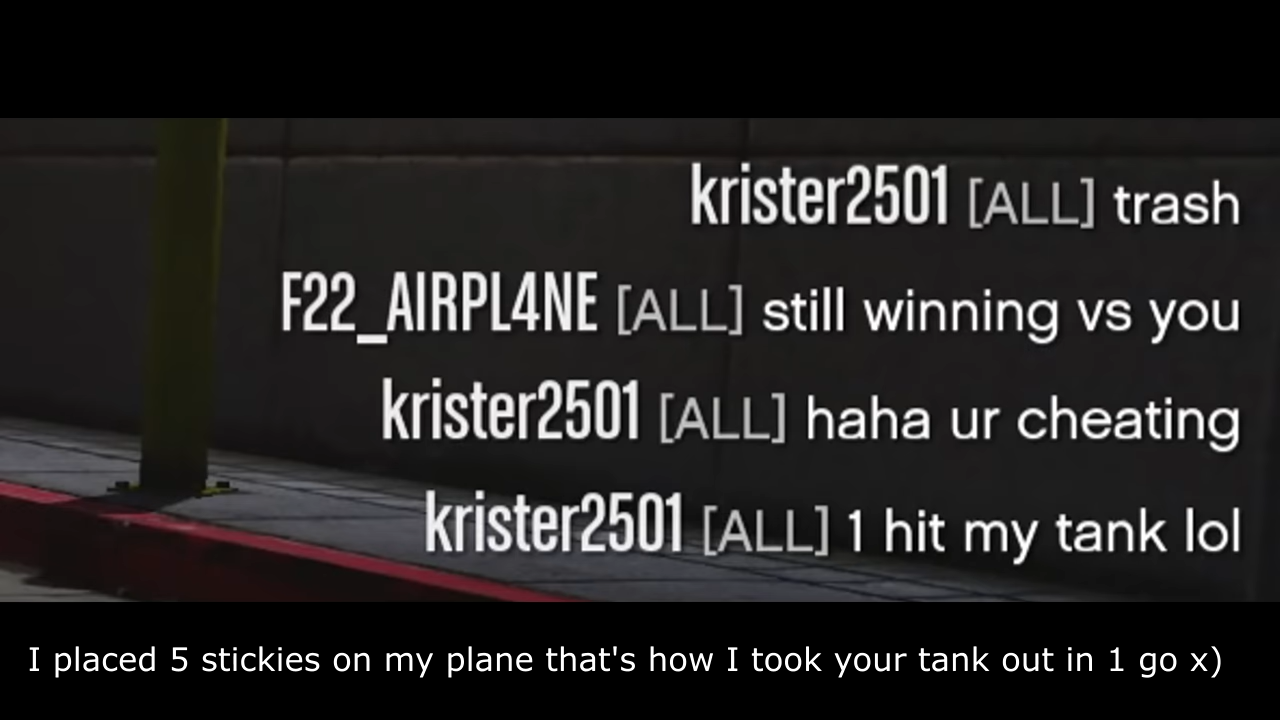 krister2501 [ALL] trash
F22_AIRPL4NE [ALL] still winning vs you
krister2501 [ALL] haha ur cheating
krister2501 [ALL] 1 hit my tank lol
I placed 5 stickies on my plane that's how I took your tank out in 1 go x)